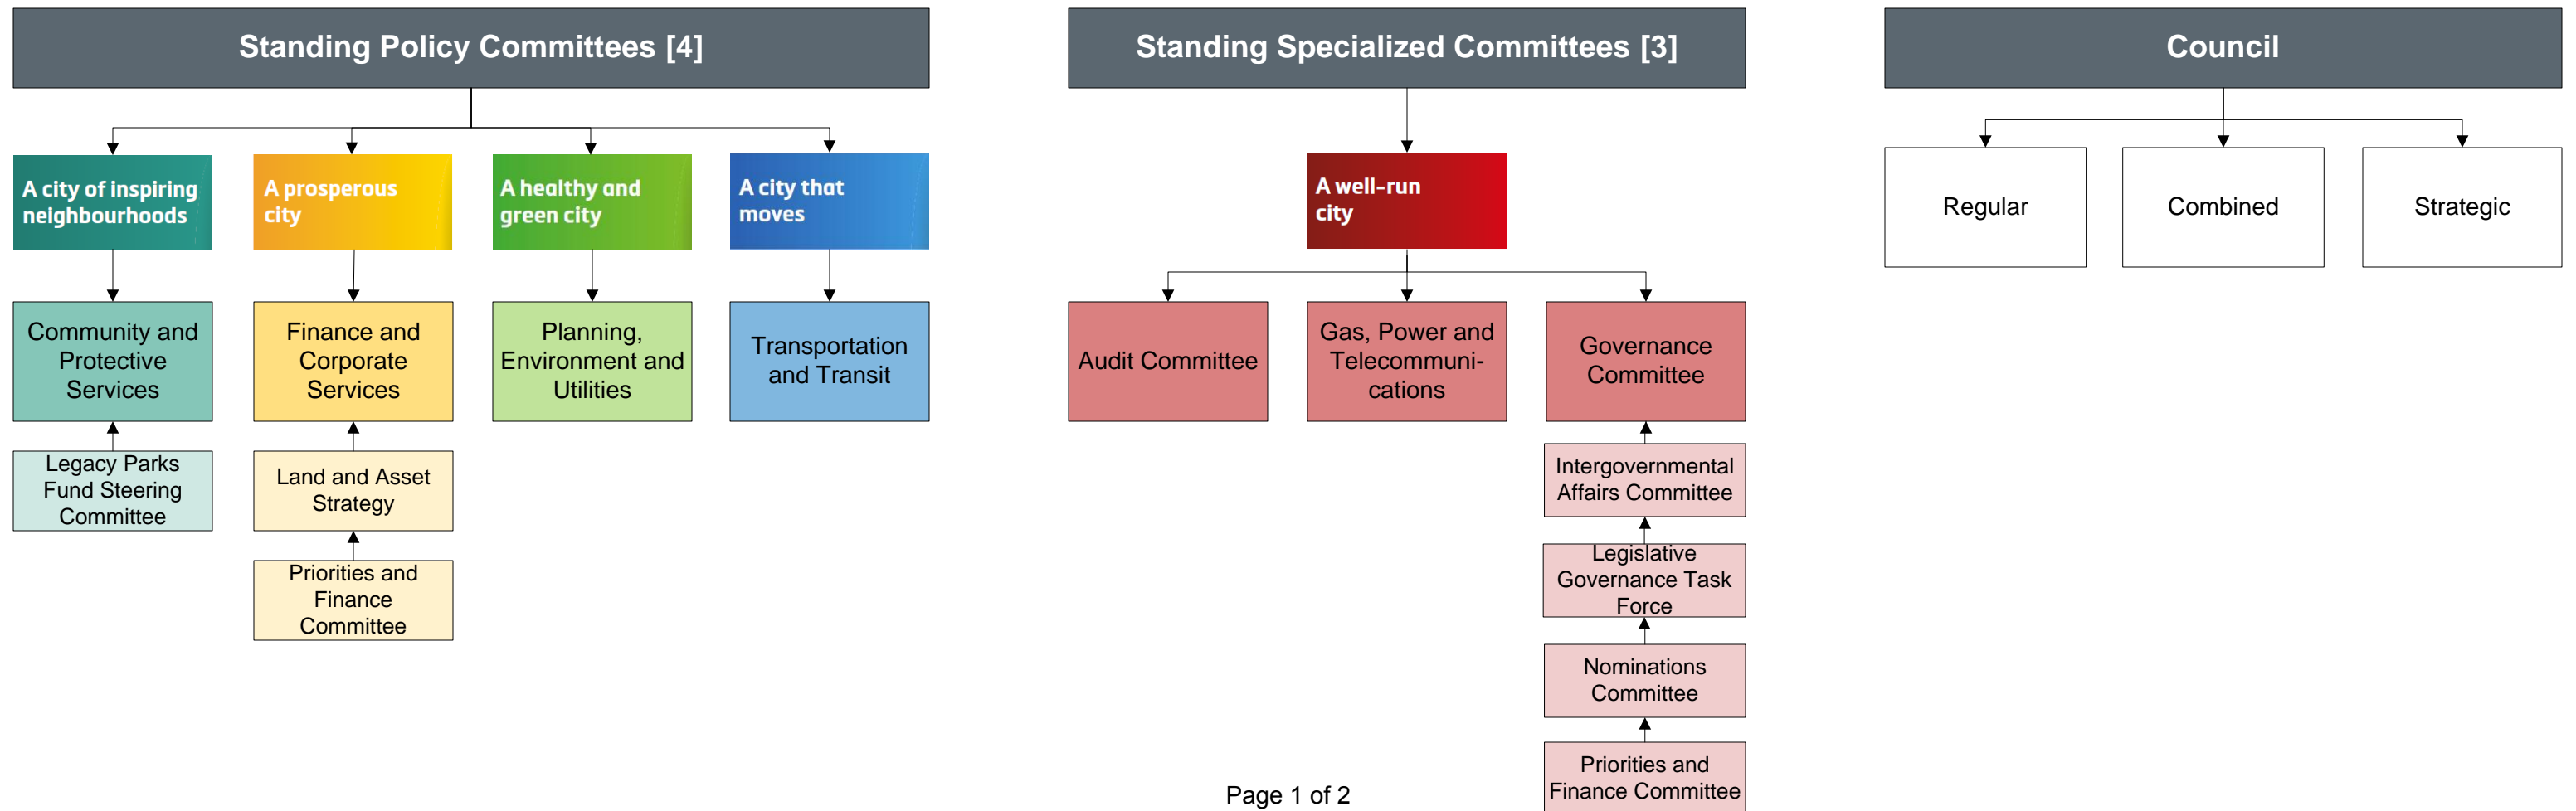 Standing Policy Committees [4]
Standing Specialized Committees [3]
Council
A city of inspiring
neighbourhoods
A prosperous
city
A healthy and
green city
A city that
moves
A well-run
city
Regular
Combined
Strategic
Community and
Protective
Services
Finance and
Corporate
Services
Planning,
Environment and
Utilities
Transportation
and Transit
Audit Committee
Gas, Power and
Telecommuni-
cations
Governance
Committee
Legacy Parks
Fund Steering
Committee
Land and Asset
Strategy
Priorities and
Finance
Committee
Intergovernmental
Affairs Committee
Legislative
Governance Task
Force
Nominations
Committee
Priorities and
Finance Committee
Page 1 of 2